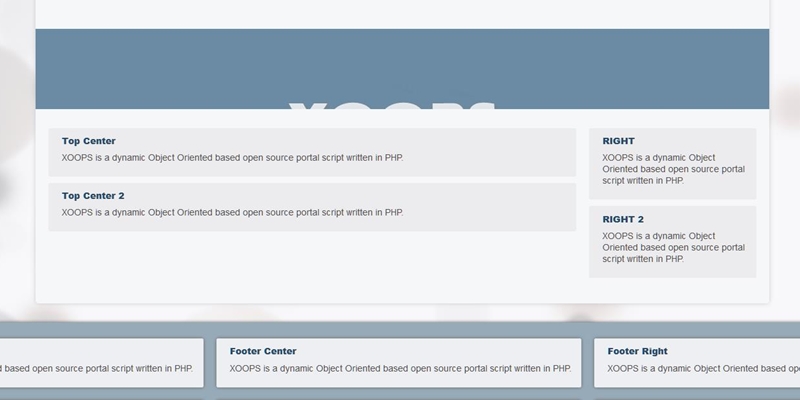 XOOPS
Top Center
XOOPS is a dynamic Object Oriented based open source portal script written in PHP.
Top Center 2
XOOPS is a dynamic Object Oriented based open source portal script written in PHP.
RIGHT
XOOPS is a dynamic Object
Oriented based open source portal
script written in PHP.
RIGHT 2
XOOPS is a dynamic Object
Oriented based open source portal
script written in PHP.
based open source portal script written in PHP.
Footer Center
XOOPS is a dynamic Object Oriented based open source portal script written in PHP.
Footer Right
XOOPS is a dynamic Object Oriented based